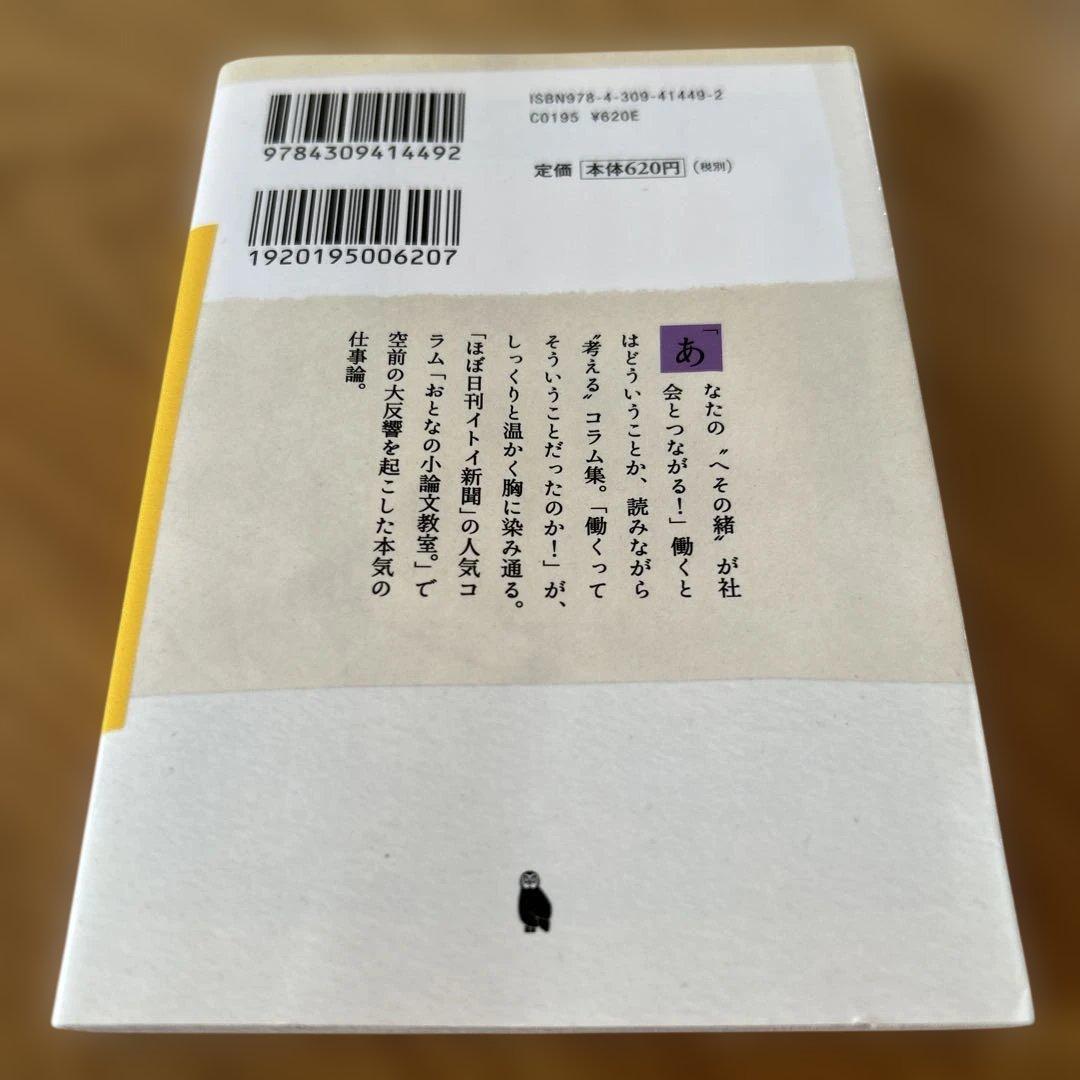 9784309414492
ISBN978-4-309-41449-2
C0195 ¥620E
定価 本体620円(税別)
1920195006207
「あなたの〝へその緒〟が社
会とつながる!」働くと
はどういうことか、読みながら
〝考える〟コラム集。「働くって
そういうことだったのか!」が、
しっくりと温かく胸に染み通る。
「ほぼ日刊イトイ新聞」の人気コ
ラム「おとなの小論文教室。」で
空前の大反響を起こした本気の
仕事論。